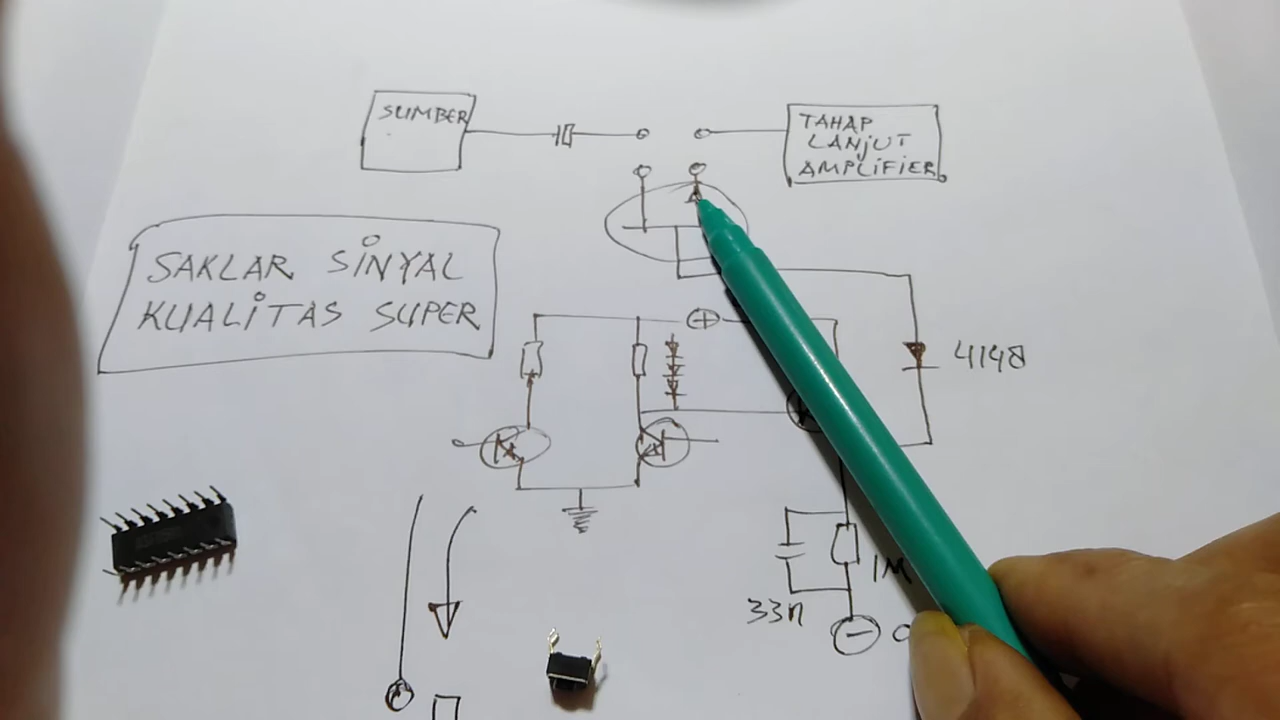 SUMBER
TAHAP
LANJUT
AMPLIFIER
SAKLAR SINYAL
KUALITAS SUPER
4148
1M
33n